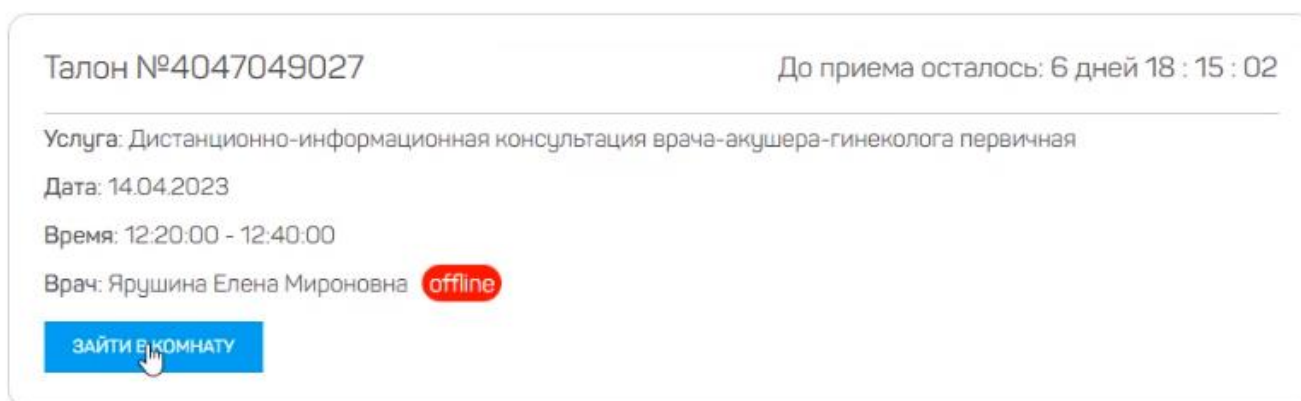 Талон №4047049027
До приема осталось: 6 дней 18 : 15 : 02
Услуга: Дистанционно-информационная консультация врача-акушера-гинеколога первичная
Дата: 14.04.2023
Время: 12:20:00 - 12:40:00
Врач: Ярушина Елена Мироновна offline
ЗАЙТИ В КОМНАТУ